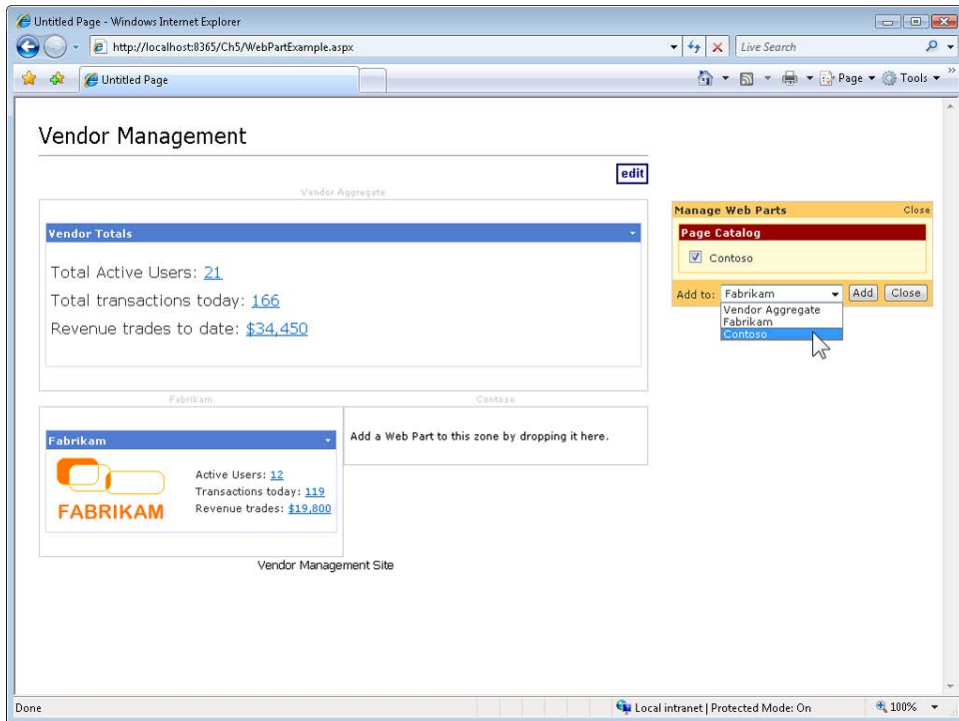 Untitled Page - Windows Internet Explorer
http://localhost:8365/Ch5/WebPartExample.aspx
Live Search
Untitled Page
Page
Tools
Vendor Management
edit
Vendor Aggregate
Vendor Totals
Total Active Users: 21
Total transactions today: 166
Revenue trades to date: $34,450
Manage Web Parts Close
Page Catalog
Contoso
Add to: Fabrikam Add Close
Vendor Aggregate
Fabrikam
Contoso
Fabrikam
Contoso
Fabrikam
FABRIKAM
Active Users: 12
Transactions today: 119
Revenue trades: $19,800
Add a Web Part to this zone by dropping it here.
Vendor Management Site
Done
Local intranet | Protected Mode: On
100%